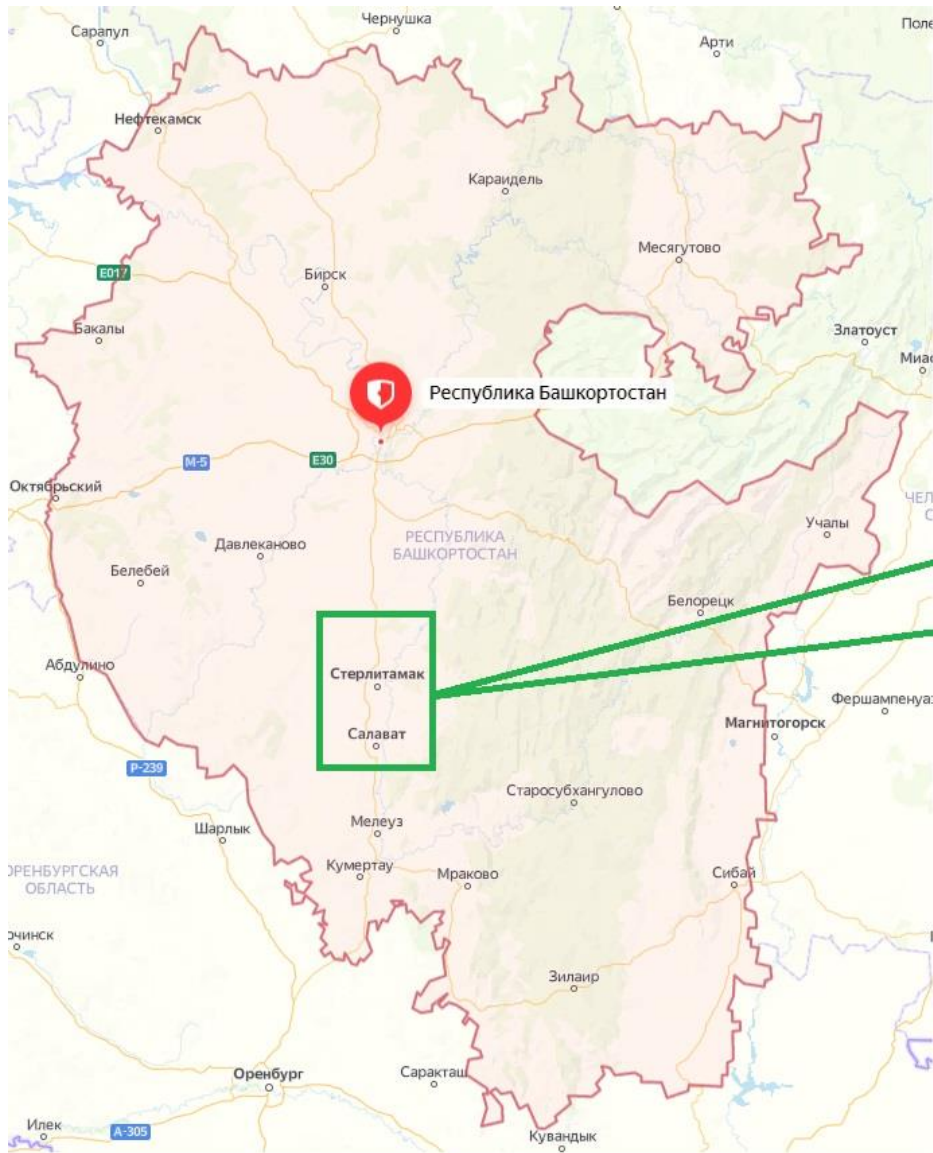 Чернушка
Сарапул
Арти
Нефтекамск
Караидель
Месягутово
E017
Бирск
Бакалы
Златоуст
Республика Башкортостан
M-5
E30
Октябрьский
Учалы
РЕСПУБЛИКА
БАШКОРТОСТАН
Давлеканово
Белебей
Белорецк
Абдулино
Стерлитамак
Магнитогорск
Салават
P-239
Старосубхангулово
Мелеуз
Шарлык
Кумертау
Мраково
Сибай
ОБЛАСТЬ
Зилаир
Оренбург
Саракташ
Илек
A-305
Кувандык